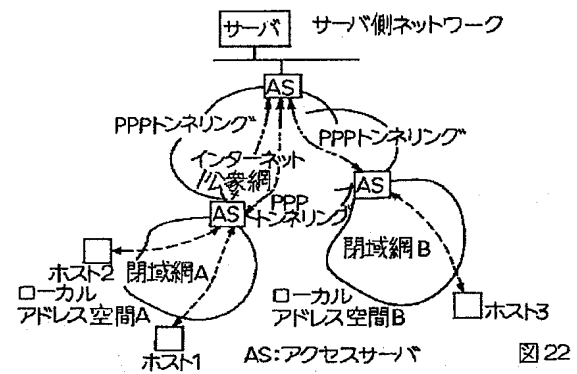 サーバ
サーバ側ネットワーク
AS
PPPトンネリング
PPPトンネリング
インターネット
/公衆網
AS
PPP
トンネリング
AS
閉域網A
閉域網B
ホスト2
ローカル
アドレス空間A
ローカル
アドレス空間B
ホスト3
ホスト1
AS:アクセスサーバ
図22